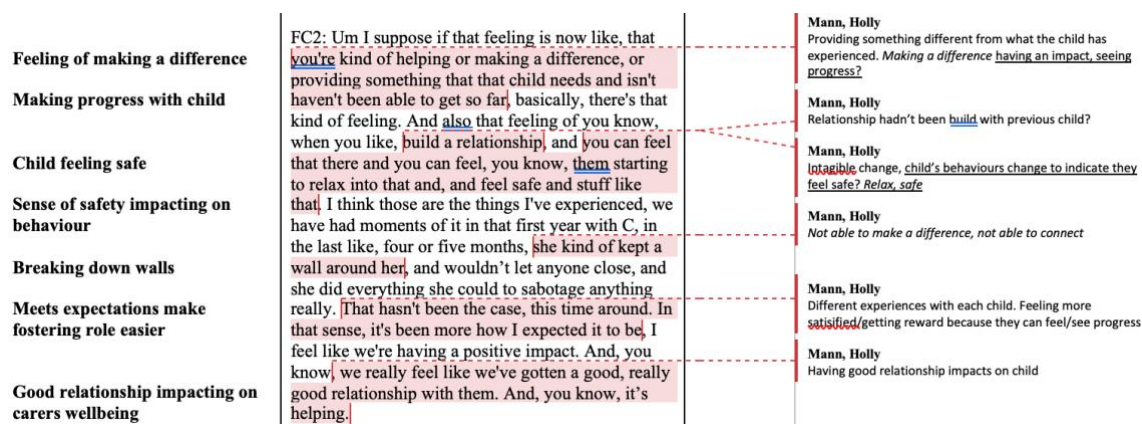 Feeling of making a difference
Making progress with child
Child feeling safe
Sense of safety impacting on
behaviour
Breaking down walls
Meets expectations make
fostering role easier
Good relationship impacting on
carers wellbeing
FC2: Um I suppose if that feeling is now like, that
you're kind of helping or making a difference, or
providing something that that child needs and isn't
haven't been able to get so far, basically, there's that
kind of feeling. And also that feeling of you know,
when you like, build a relationship, and you can feel
that there and you can feel, you know, them starting
to relax into that and, and feel safe and stuff like
that. I think those are the things I've experienced, we
have had moments of it in that first year with C, in
the last like, four or five months, she kind of kept a
wall around her, and wouldn't let anyone close, and
she did everything she could to sabotage anything
really. That hasn't been the case, this time around. In
that sense, it's been more how I expected it to be, I
feel like we're having a positive impact. And, you
know, we really feel like we've gotten a good, really
good relationship with them. And, you know, it's
helping.
Mann, Holly
Providing something different from what the child has
experienced. Making a difference having an impact, seeing
progress?
Mann, Holly
Relationship hadn't been build with previous child?
Mann, Holly
Intagible change, child's behaviours change to indicate they
feel safe? Relax, safe
Mann, Holly
Not able to make a difference, not able to connect
Mann, Holly
Different experiences with each child. Feeling more
satisified/getting reward because they can feel/see progress
Mann, Holly
Having good relationship impacts on child